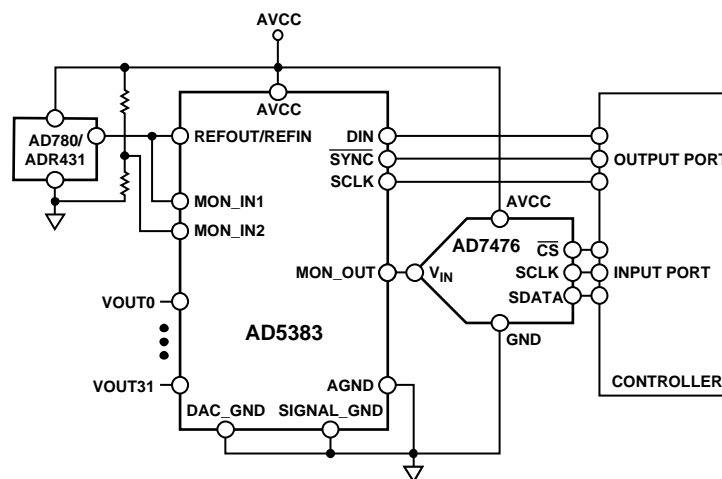 AVCC
AVCC
AD780/
ADR431
REFOUT/REFIN
DIN
SYNC
OUTPUT PORT
SCLK
MON_IN1
AVCC
MON_IN2
AD7476
CS
MON_OUT
VIN
SCLK
INPUT PORT
SDATA
VOUT0
AD5383
GND
VOUT31
AGND
CONTROLLER
DAC_GND
SIGNAL_GND